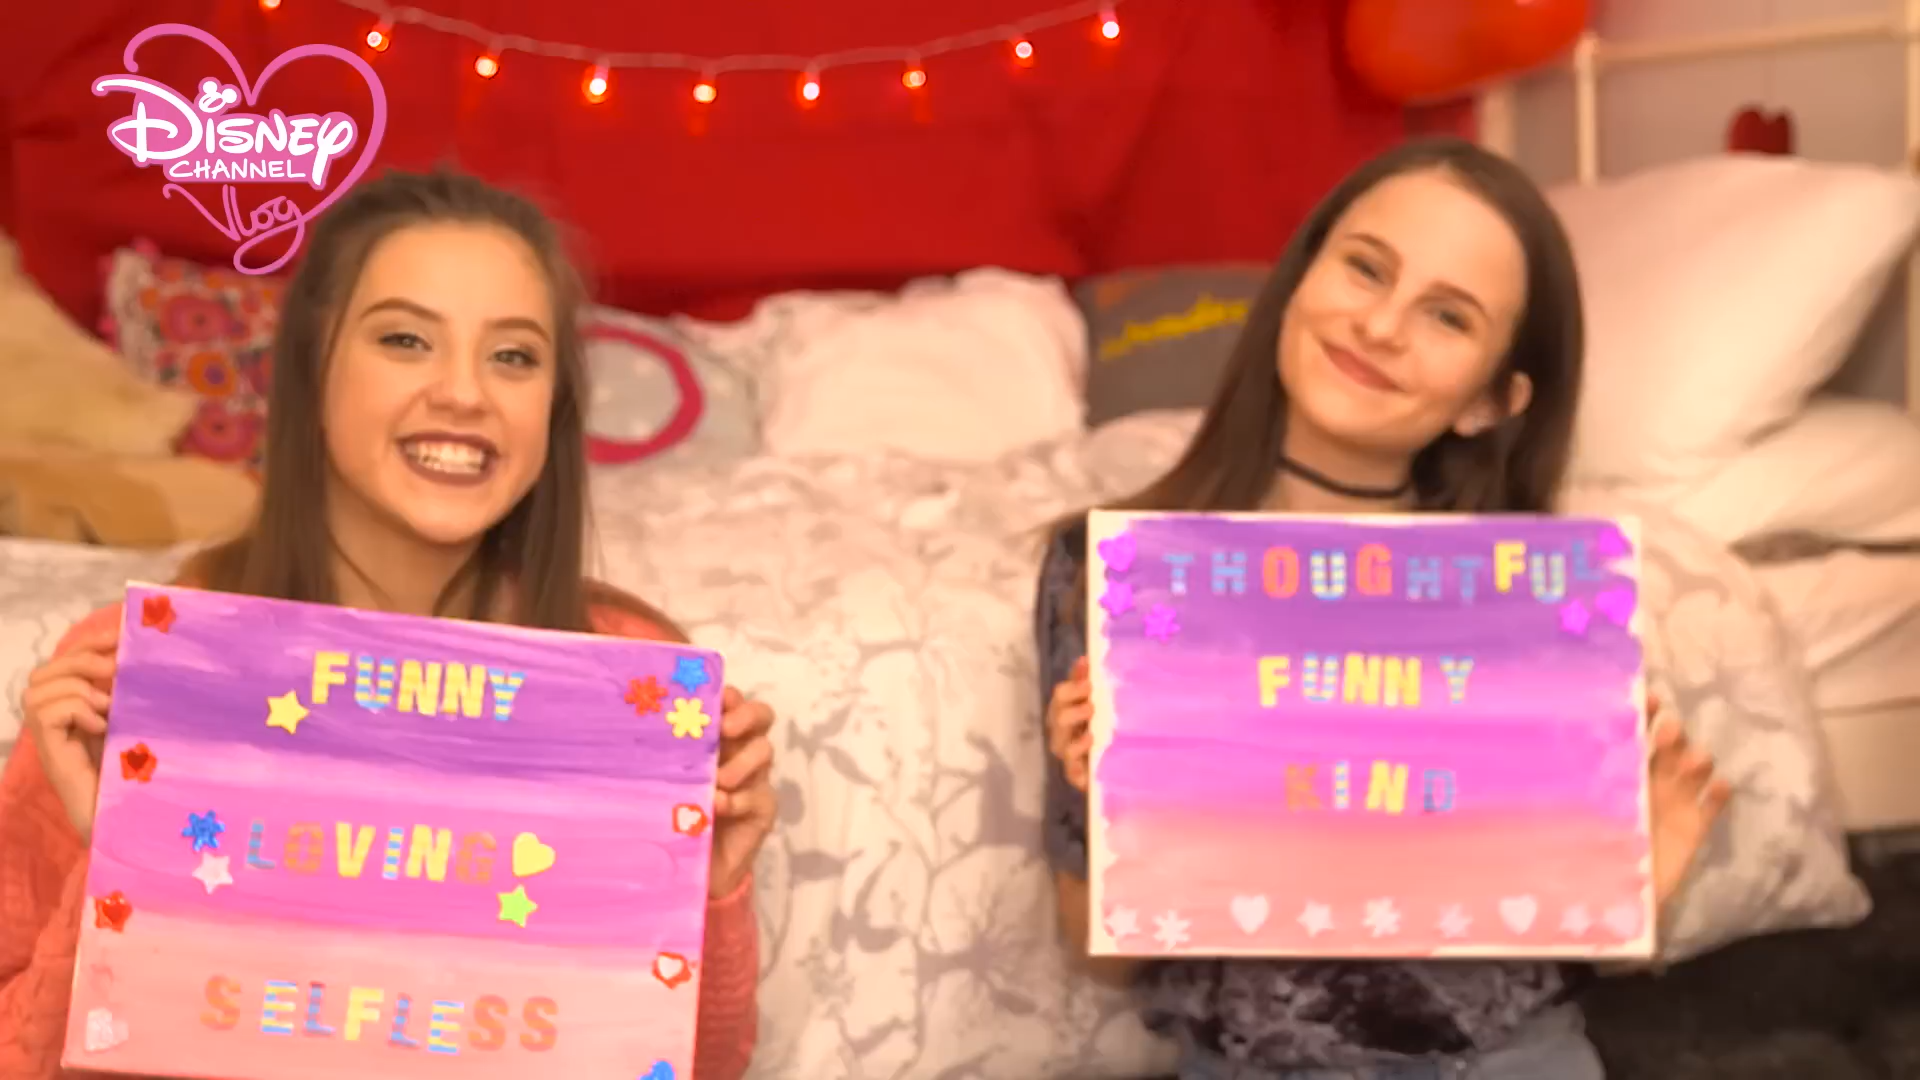 Disney
CHANNEL
Vlog
FUNNY
LOVING
SELFLESS
THOUGHTFUL
FUNNY
KIND